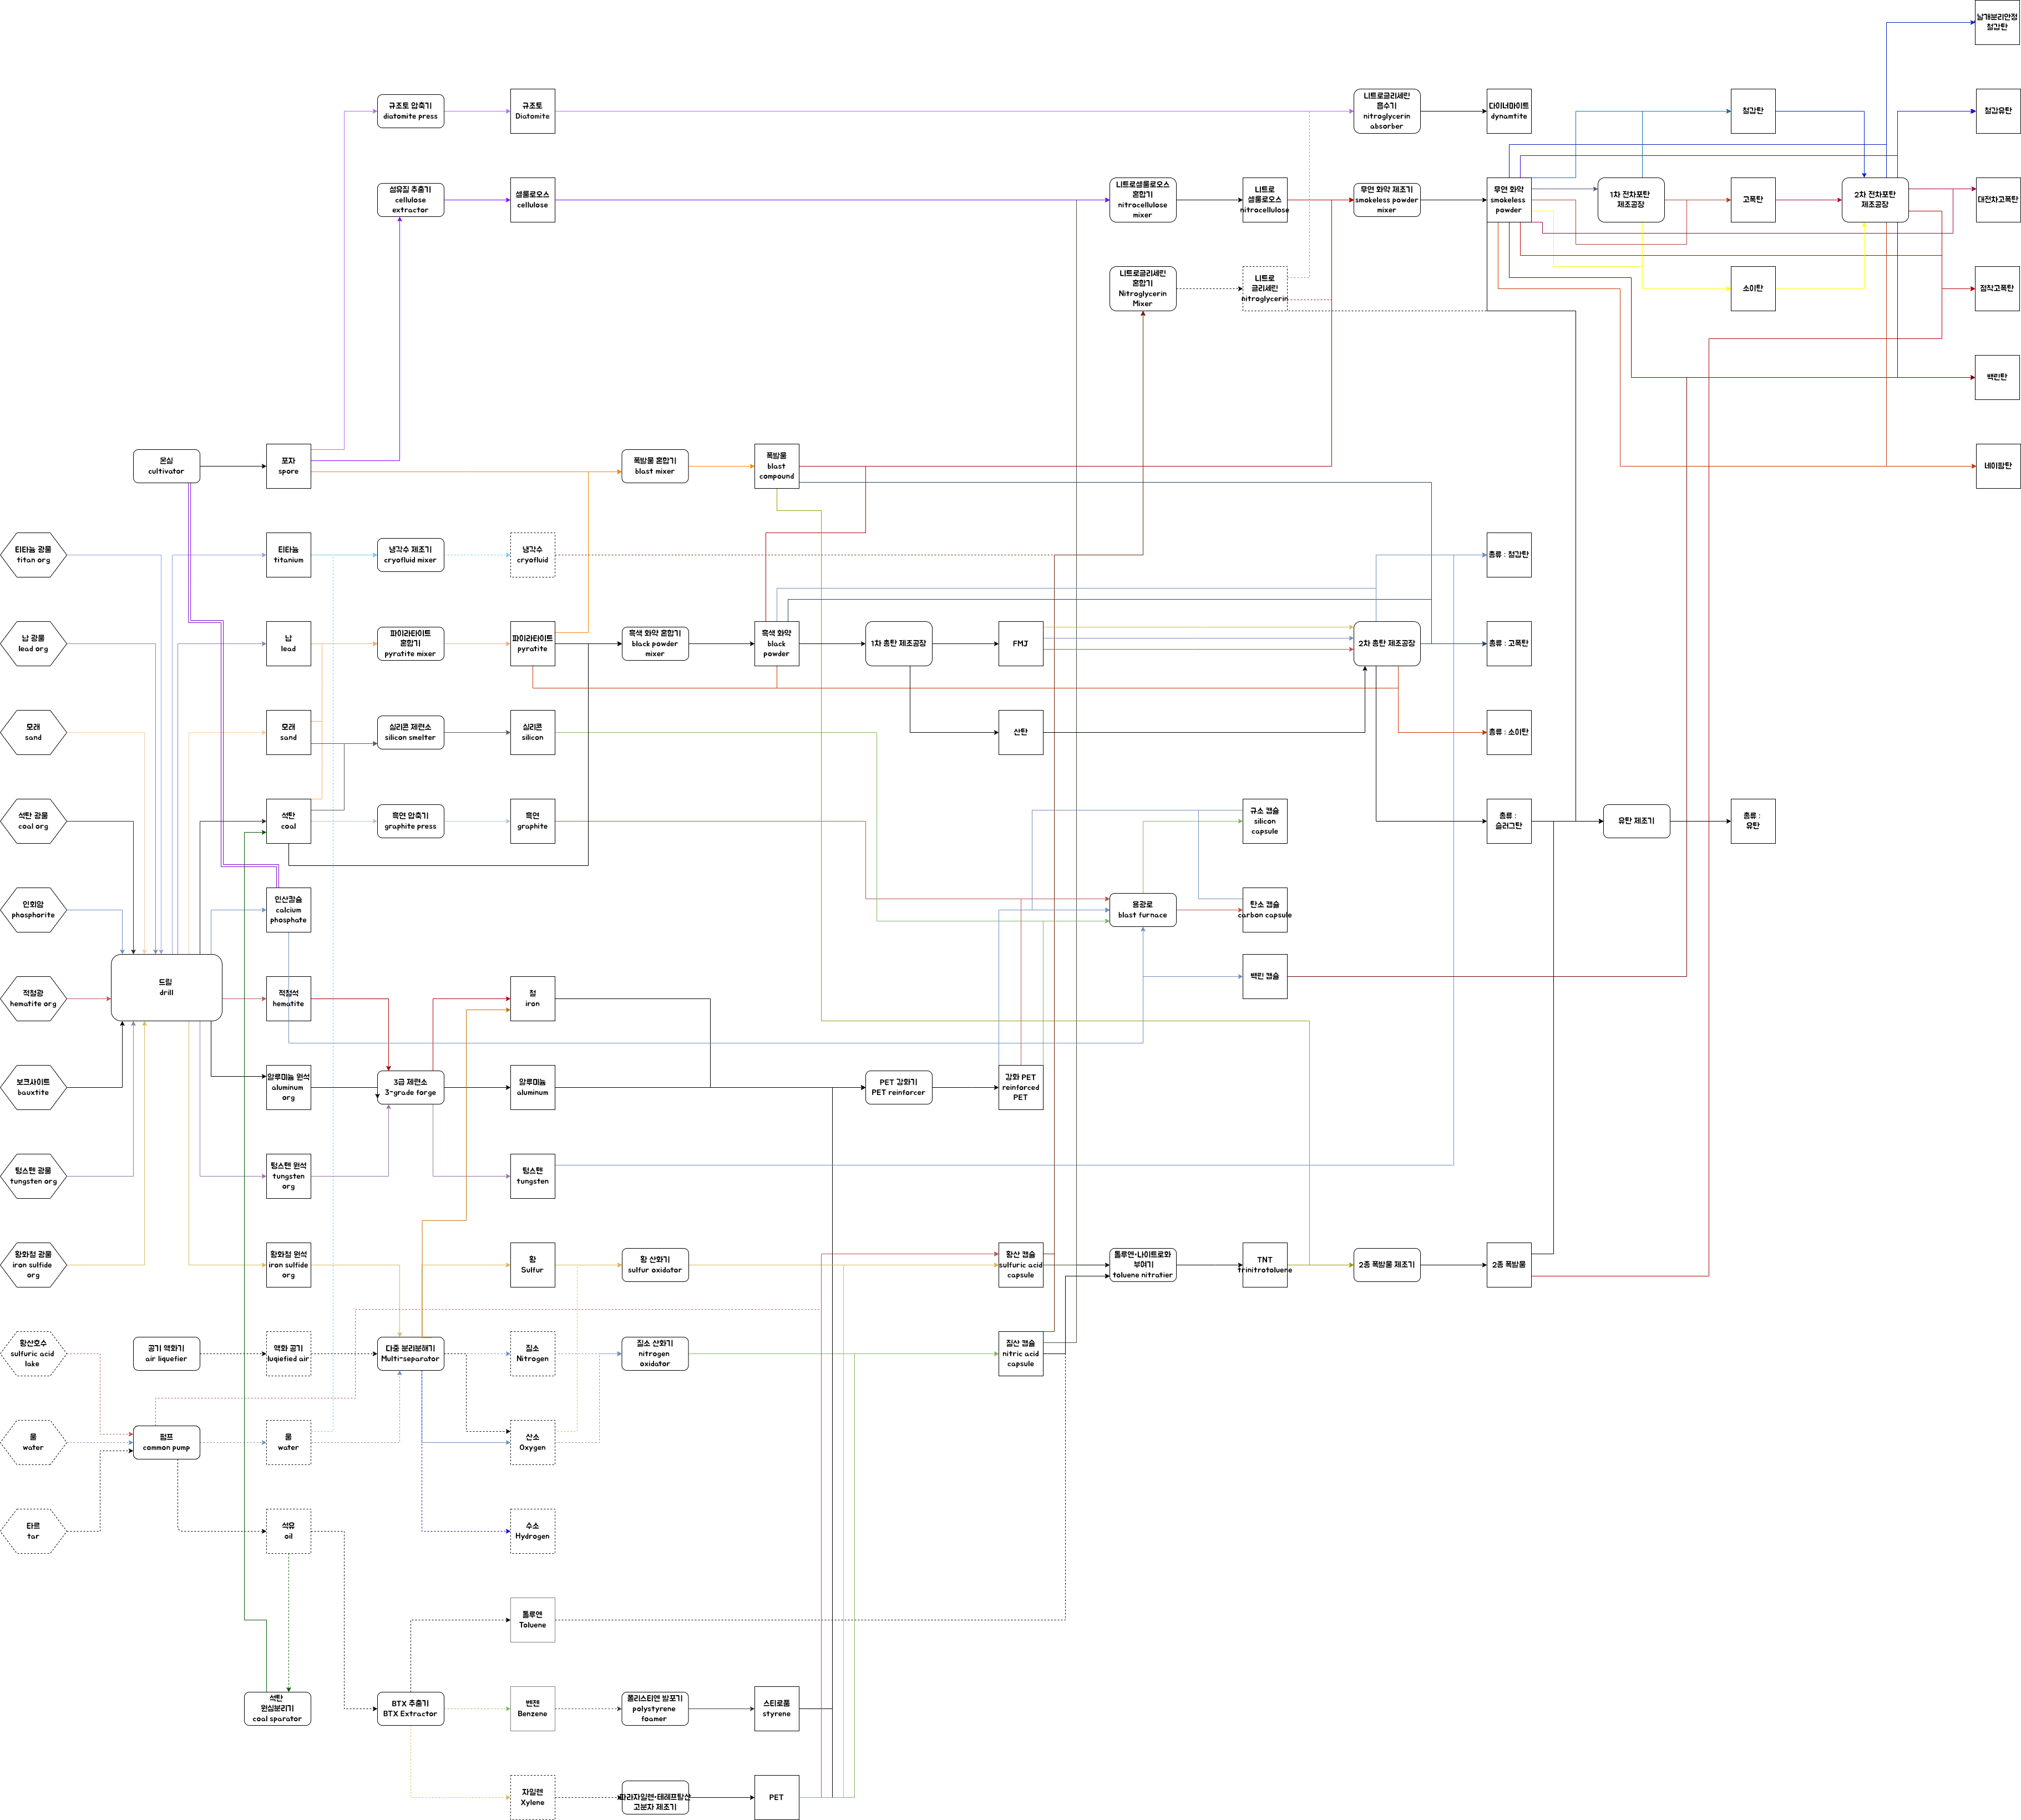 날개분리안정
철갑탄
규조토 압축기
diatomite press
규조토
Diatomite
니트로글리세린
흡수기
nitroglycerin
absorber
다이너마이트
dynamtite
철갑탄
철갑유탄
섬유질 추출기
cellulose
extractor
셀룰로오스
cellulose
니트로셀룰로오스
혼합기
nitrocellulose
mixer
니트로
셀룰로오스
nitrocellulose
무연 화약 제조기
smokeless powder
mixer
무연 화약
smokeless
powder
1차 전차포탄
제조공장
고폭탄
2차 전차포탄
제조공장
대전차고폭탄
니트로글리세린
혼합기
Nitroglycerin
Mixer
니트로
글리세린
nitroglycerin
소이탄
점착고폭탄
백린탄
온실
cultivator
포자
spore
폭발물 혼합기
blast mixer
폭발물
blast
compound
네이팜탄
티타늄 광물
titan org
티타늄
titanium
냉각수 제조기
cryofluid mixer
냉각수
cryofluid
총류 : 철갑탄
납 광물
lead org
납
lead
파이라타이트
혼합기
pyratite mixer
파이라타이트
pyratite
흑색 화약 혼합기
black powder
mixer
흑색 화약
black
powder
1차 총탄 제조공장
FMJ
2차 총탄 제조공장
총류 : 고폭탄
모래
sand
모래
sand
실리콘 제련소
silicon smelter
실리콘
silicon
산탄
총류 : 소이탄
석탄 광물
coal org
석탄
coal
흑연 압축기
graphite press
흑연
graphite
규소 캡슐
silicon
capsule
총류 :
슬러그탄
유탄 제조기
총류 :
유탄
인회암
phosphorite
인산칼슘
calcium
phosphate
용광로
blast furnace
탄소 캡슐
carbon capsule
드릴
drill
백린 캡슐
적철광
hematite org
적철석
hematite
철
iron
보크사이트
bauxtite
알루미늄 원석
aluminum
org
3급 제련소
3-grade forge
알루미늄
aluminum
PET 강화기
PET reinforcer
강화 PET
reinforced
PET
텅스텐 광물
tungsten org
텅스텐 원석
tungsten
org
텅스텐
tungsten
황화철 광물
iron sulfide
org
황화철 원석
iron sulfide
org
황
Sulfur
황 산화기
sulfur oxidator
황산 캡슐
sulfuric acid
capsule
톨루엔·나이트로화
부여기
toluene nitratier
TNT
trinitrotoluene
2종 폭발물 제조기
2종 폭발물
황산호수
sulfuric acid
lake
공기 액화기
air liquefier
액화 공기
luqiefied air
다중 분리분해기
Multi-separator
질소
Nitrogen
질소 산화기
nitrogen
oxidator
질산 캡슐
nitric acid
capsule
물
water
펌프
common pump
물
water
산소
Oxygen
타르
tar
석유
oil
수소
Hydrogen
톨루엔
Toluene
석탄
원심분리기
coal sparator
BTX 추출기
BTX Extractor
벤젠
Benzene
폴리스티엔 발포기
polystyrene
foamer
스티로폼
styrene
자일렌
Xylene
파라자일렌·테레프탈산
고분자 제조기
PET